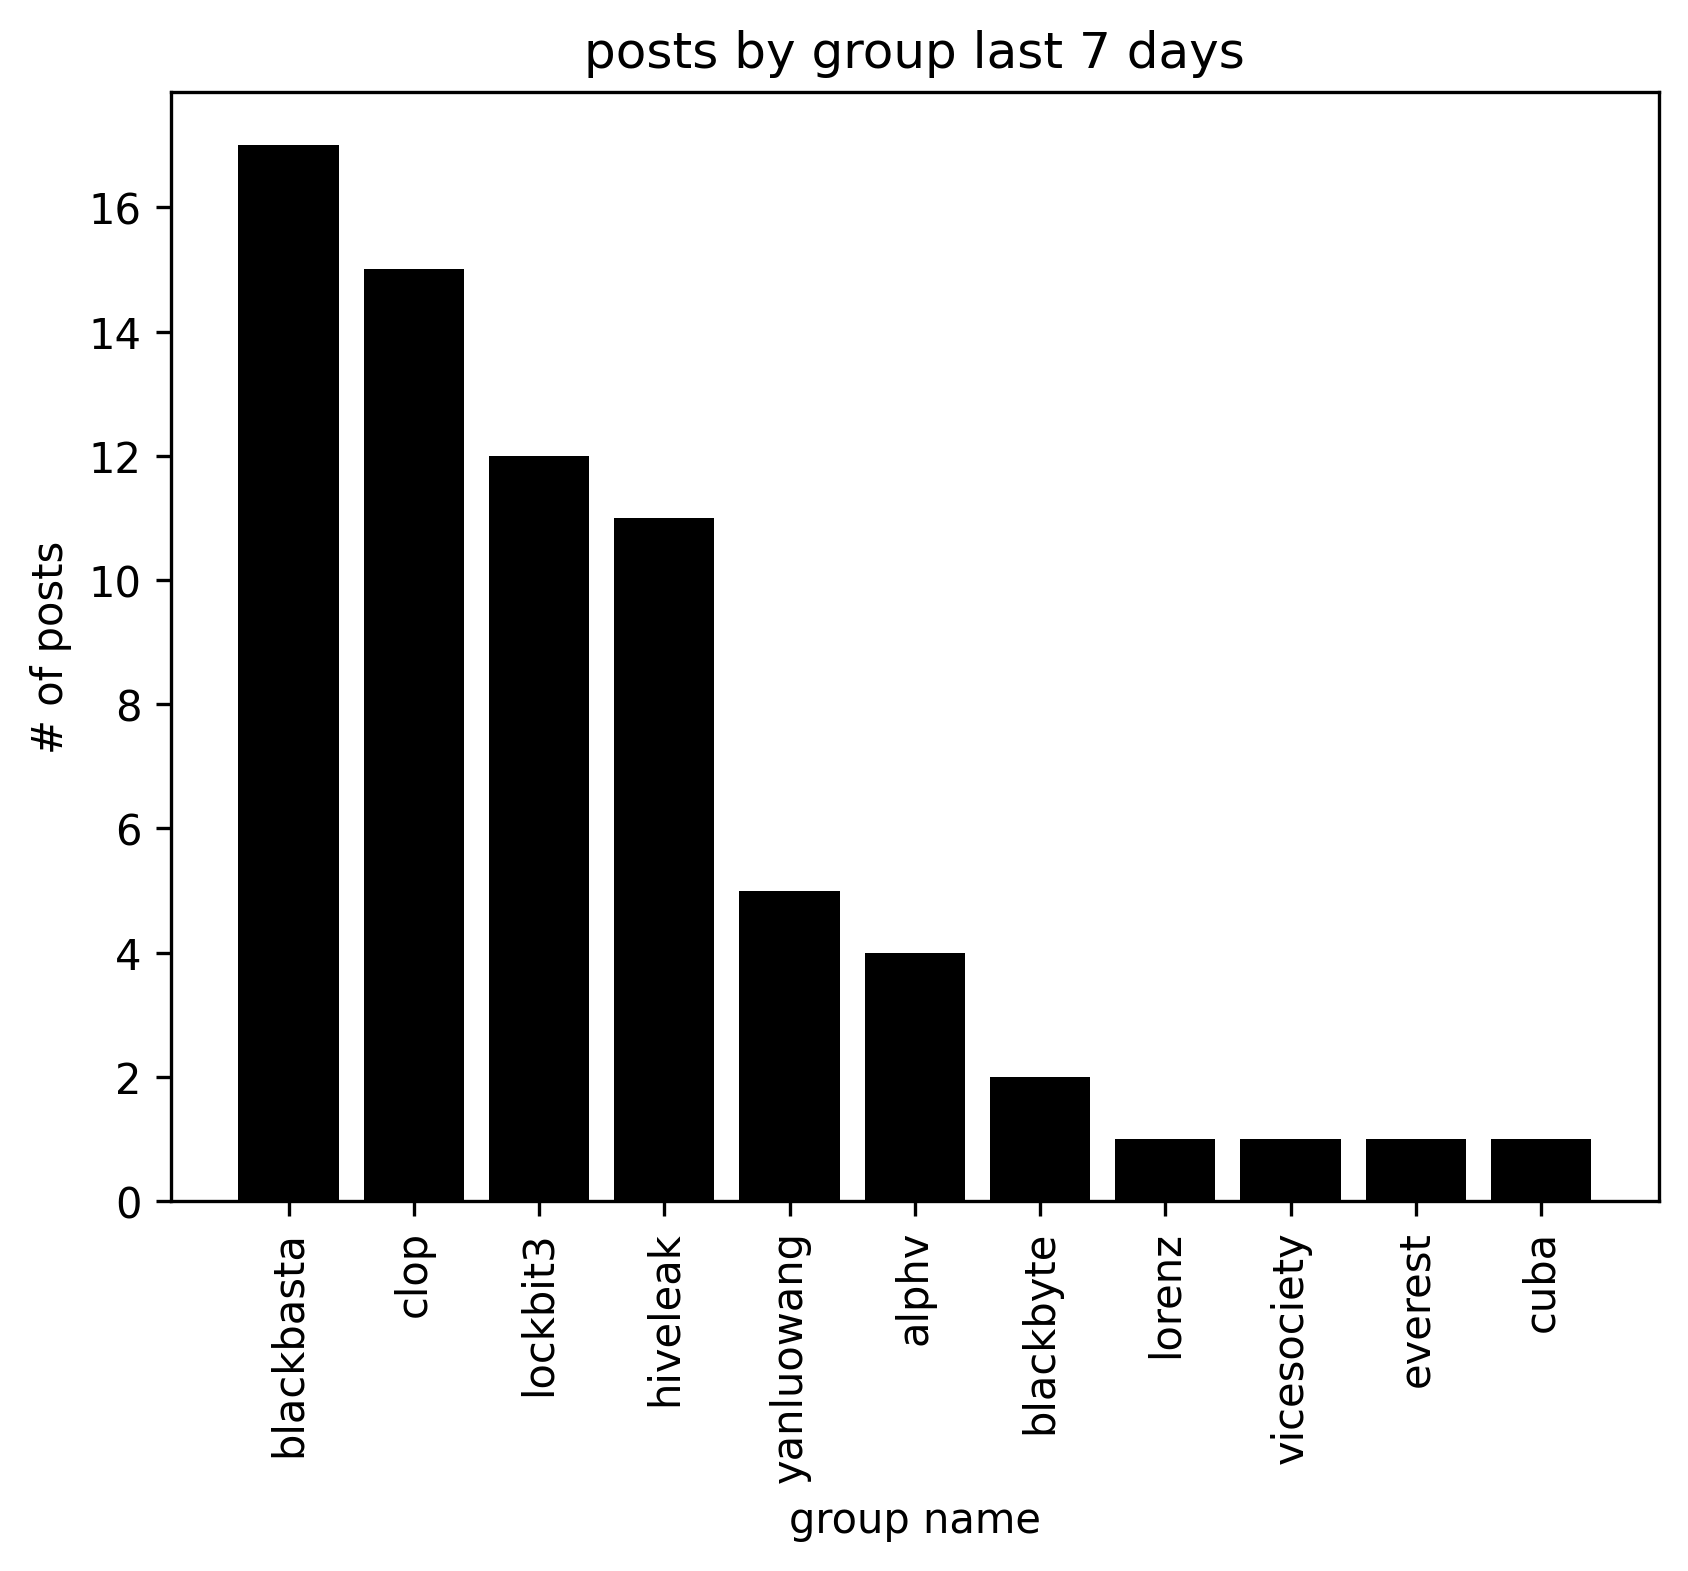 posts by group last 7 days
# of posts
16
14
12
10
8
6
4
2
0
blackbasta
clop
lockbit3
hiveleak
yanluowang
alphv
blackbyte
lorenz
vicesociety
everest
cuba
group name